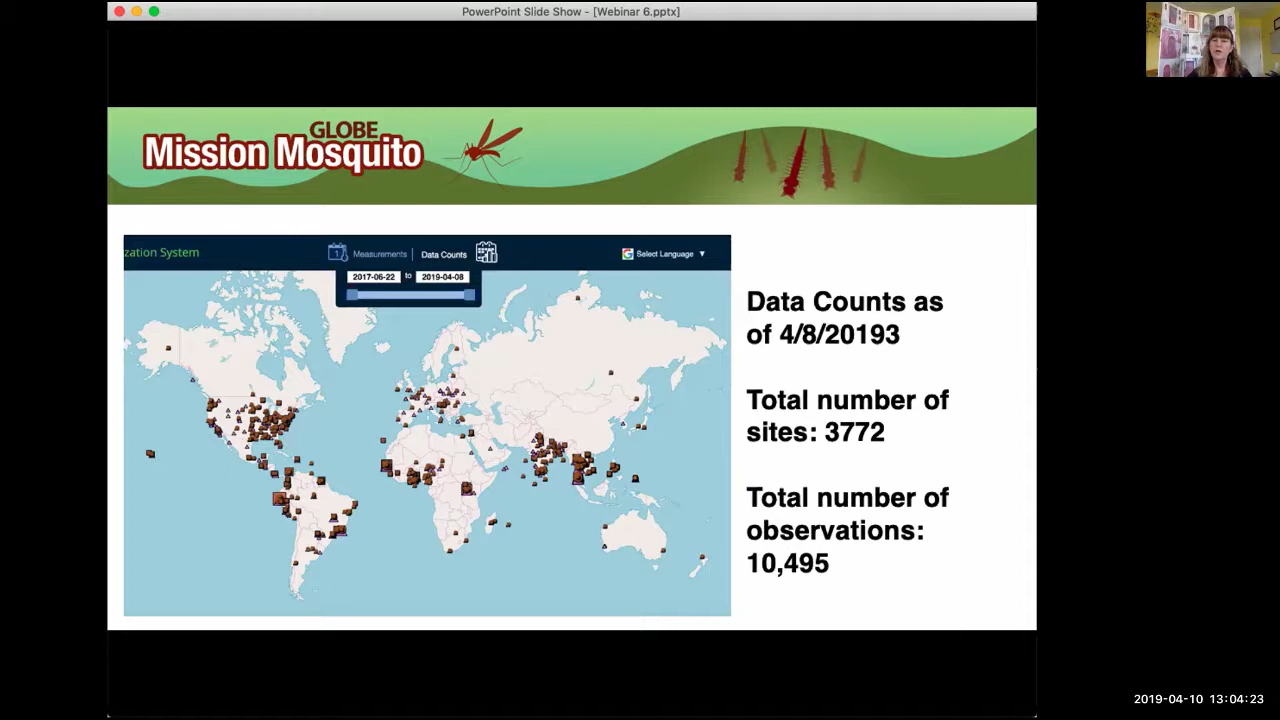 PowerPoint Slide Show - [Webinar 6.pptx]
GLOBE
Mission Mosquito
zation System
1
Measurements | Data Counts
Select Language ▼
2017-06-22 to 2019-04-08
Data Counts as
of 4/8/20193
Total number of
sites: 3772
Total number of
observations:
10,495
2019-04-10 13:04:23